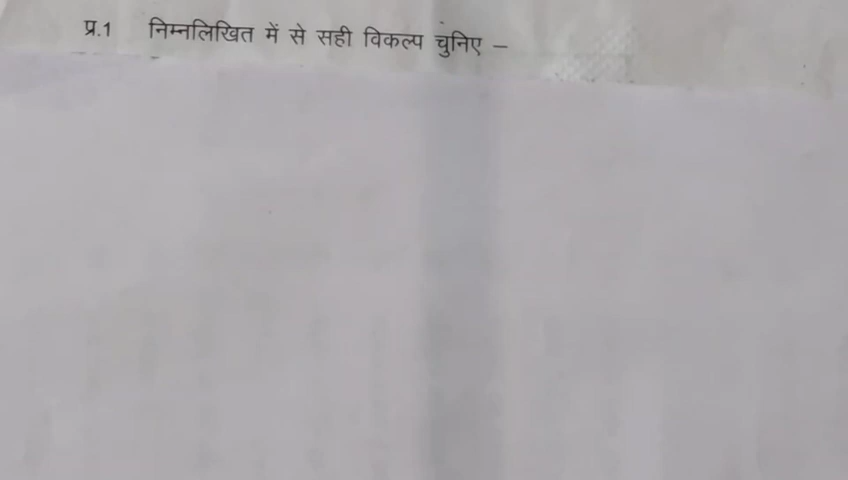 प्र.1 निम्नलिखित में से सही विकल्प चुनिए –